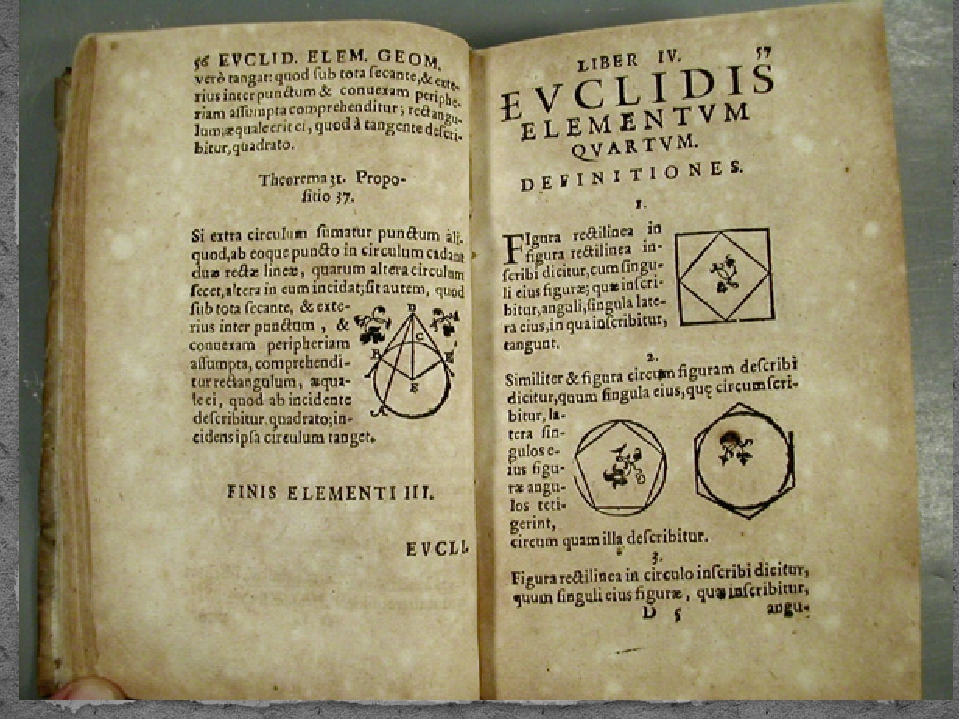 56 EVCLID. ELEM. GEOM.
verò tangat: quod ſub tota ſecante, & exte-
rius inter punctum & conuexam periphe-
riam aſſumpta comprehenditur; rectangu-
lum, æquale erit ei, quod à tangente deſcri-
bitur, quadrato.
Theorema 31. Propo-
ſitio 37.
Si extra circulum ſumatur punctum ali-
quod, ab eoque puncto in circulum cadant
duæ rectæ lineæ, quarum altera circulum
ſecet, altera in eum incidat; ſit autem, quod
ſub tota ſecante, & exte-
rius inter punctum, &
conuexam peripheriam
aſſumpta, comprehendi-
tur rectangulum, æqua-
le ei, quod ab incidente
deſcribitur quadrato; in-
cidens ipſa circulum tanget.
D
C
B
E
A
FINIS ELEMENTI III.
EVCLI.
LIBER IV. 57
EVCLIDIS
ELEMENTVM
QVARTVM.
DEFINITIONES.
1.
FIgura rectilinea in
figura rectilinea in-
ſcribi dicitur, cum ſingu-
li eius figuræ; quæ inſcri-
bitur, anguli, ſingula late-
ra eius, in qua inſcribitur,
tangunt.
2.
Similiter & figura circum figuram deſcribi
dicitur, quum ſingula eius, quę circumſcri-
bitur, la-
tera ſin-
gulos e-
ius figu-
ræ angu-
los teti-
gerint,
circum quam illa deſcribitur.
3.
Figura rectilinea in circulo inſcribi dicitur,
quum ſinguli eius figuræ, quæ inſcribitur,
D 5 angu-